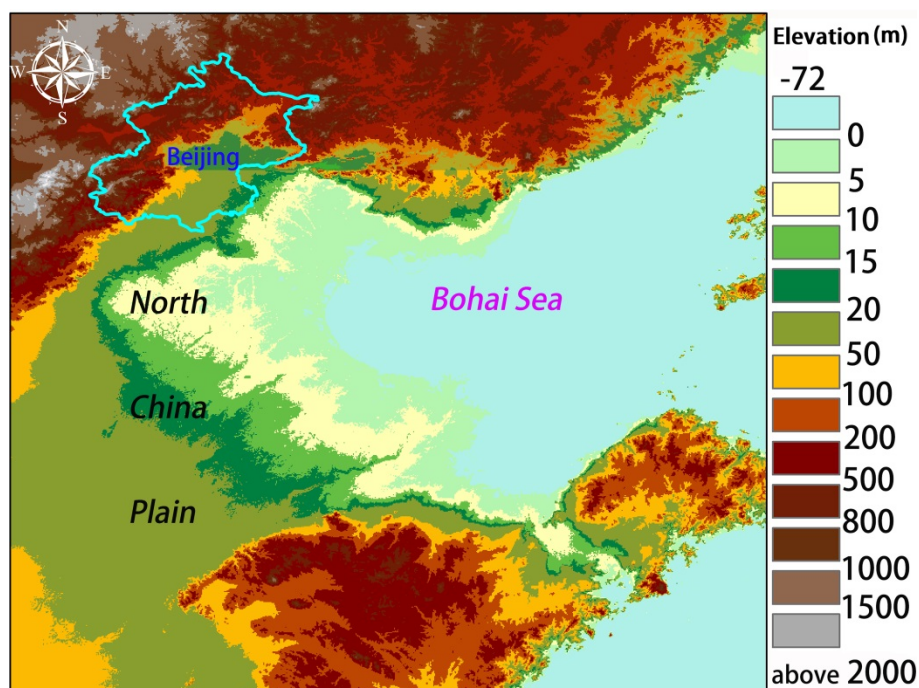 N
W E
S
Beijing
North
China
Plain
Bohai Sea
Elevation (m)
-72
0
5
10
15
20
50
100
200
500
800
1000
1500
above 2000